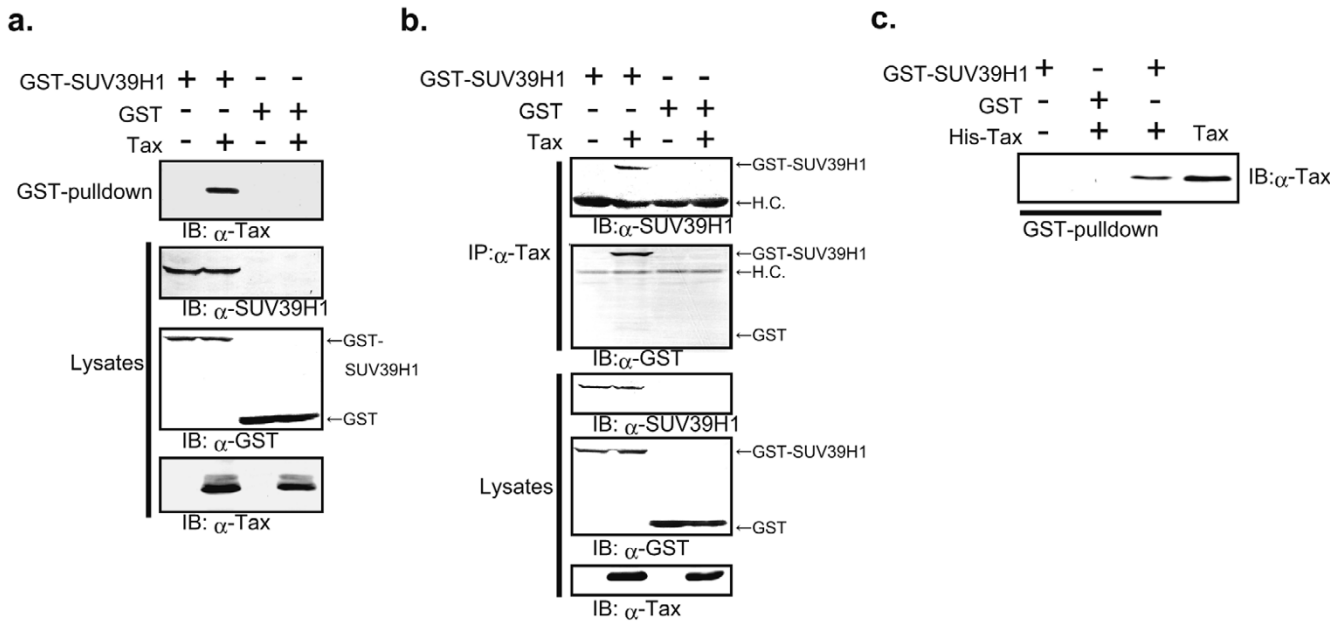 a.
GST-SUV39H1 + + - -
GST - - + +
Tax - + - +
GST-pulldown
IB: α-Tax
IB: α-SUV39H1
Lysates
←GST-
SUV39H1
←GST
IB: α-GST
IB: α-Tax
b.
GST-SUV39H1 + + - -
GST - - + +
Tax - + - +
←GST-SUV39H1
←H.C.
IB:α-SUV39H1
IP:α-Tax
←GST-SUV39H1
←H.C.
←GST
IB:α-GST
IB: α-SUV39H1
Lysates
←GST-SUV39H1
←GST
IB: α-GST
IB: α-Tax
c.
GST-SUV39H1 + - +
GST - + -
His-Tax - + + Tax
IB:α-Tax
GST-pulldown